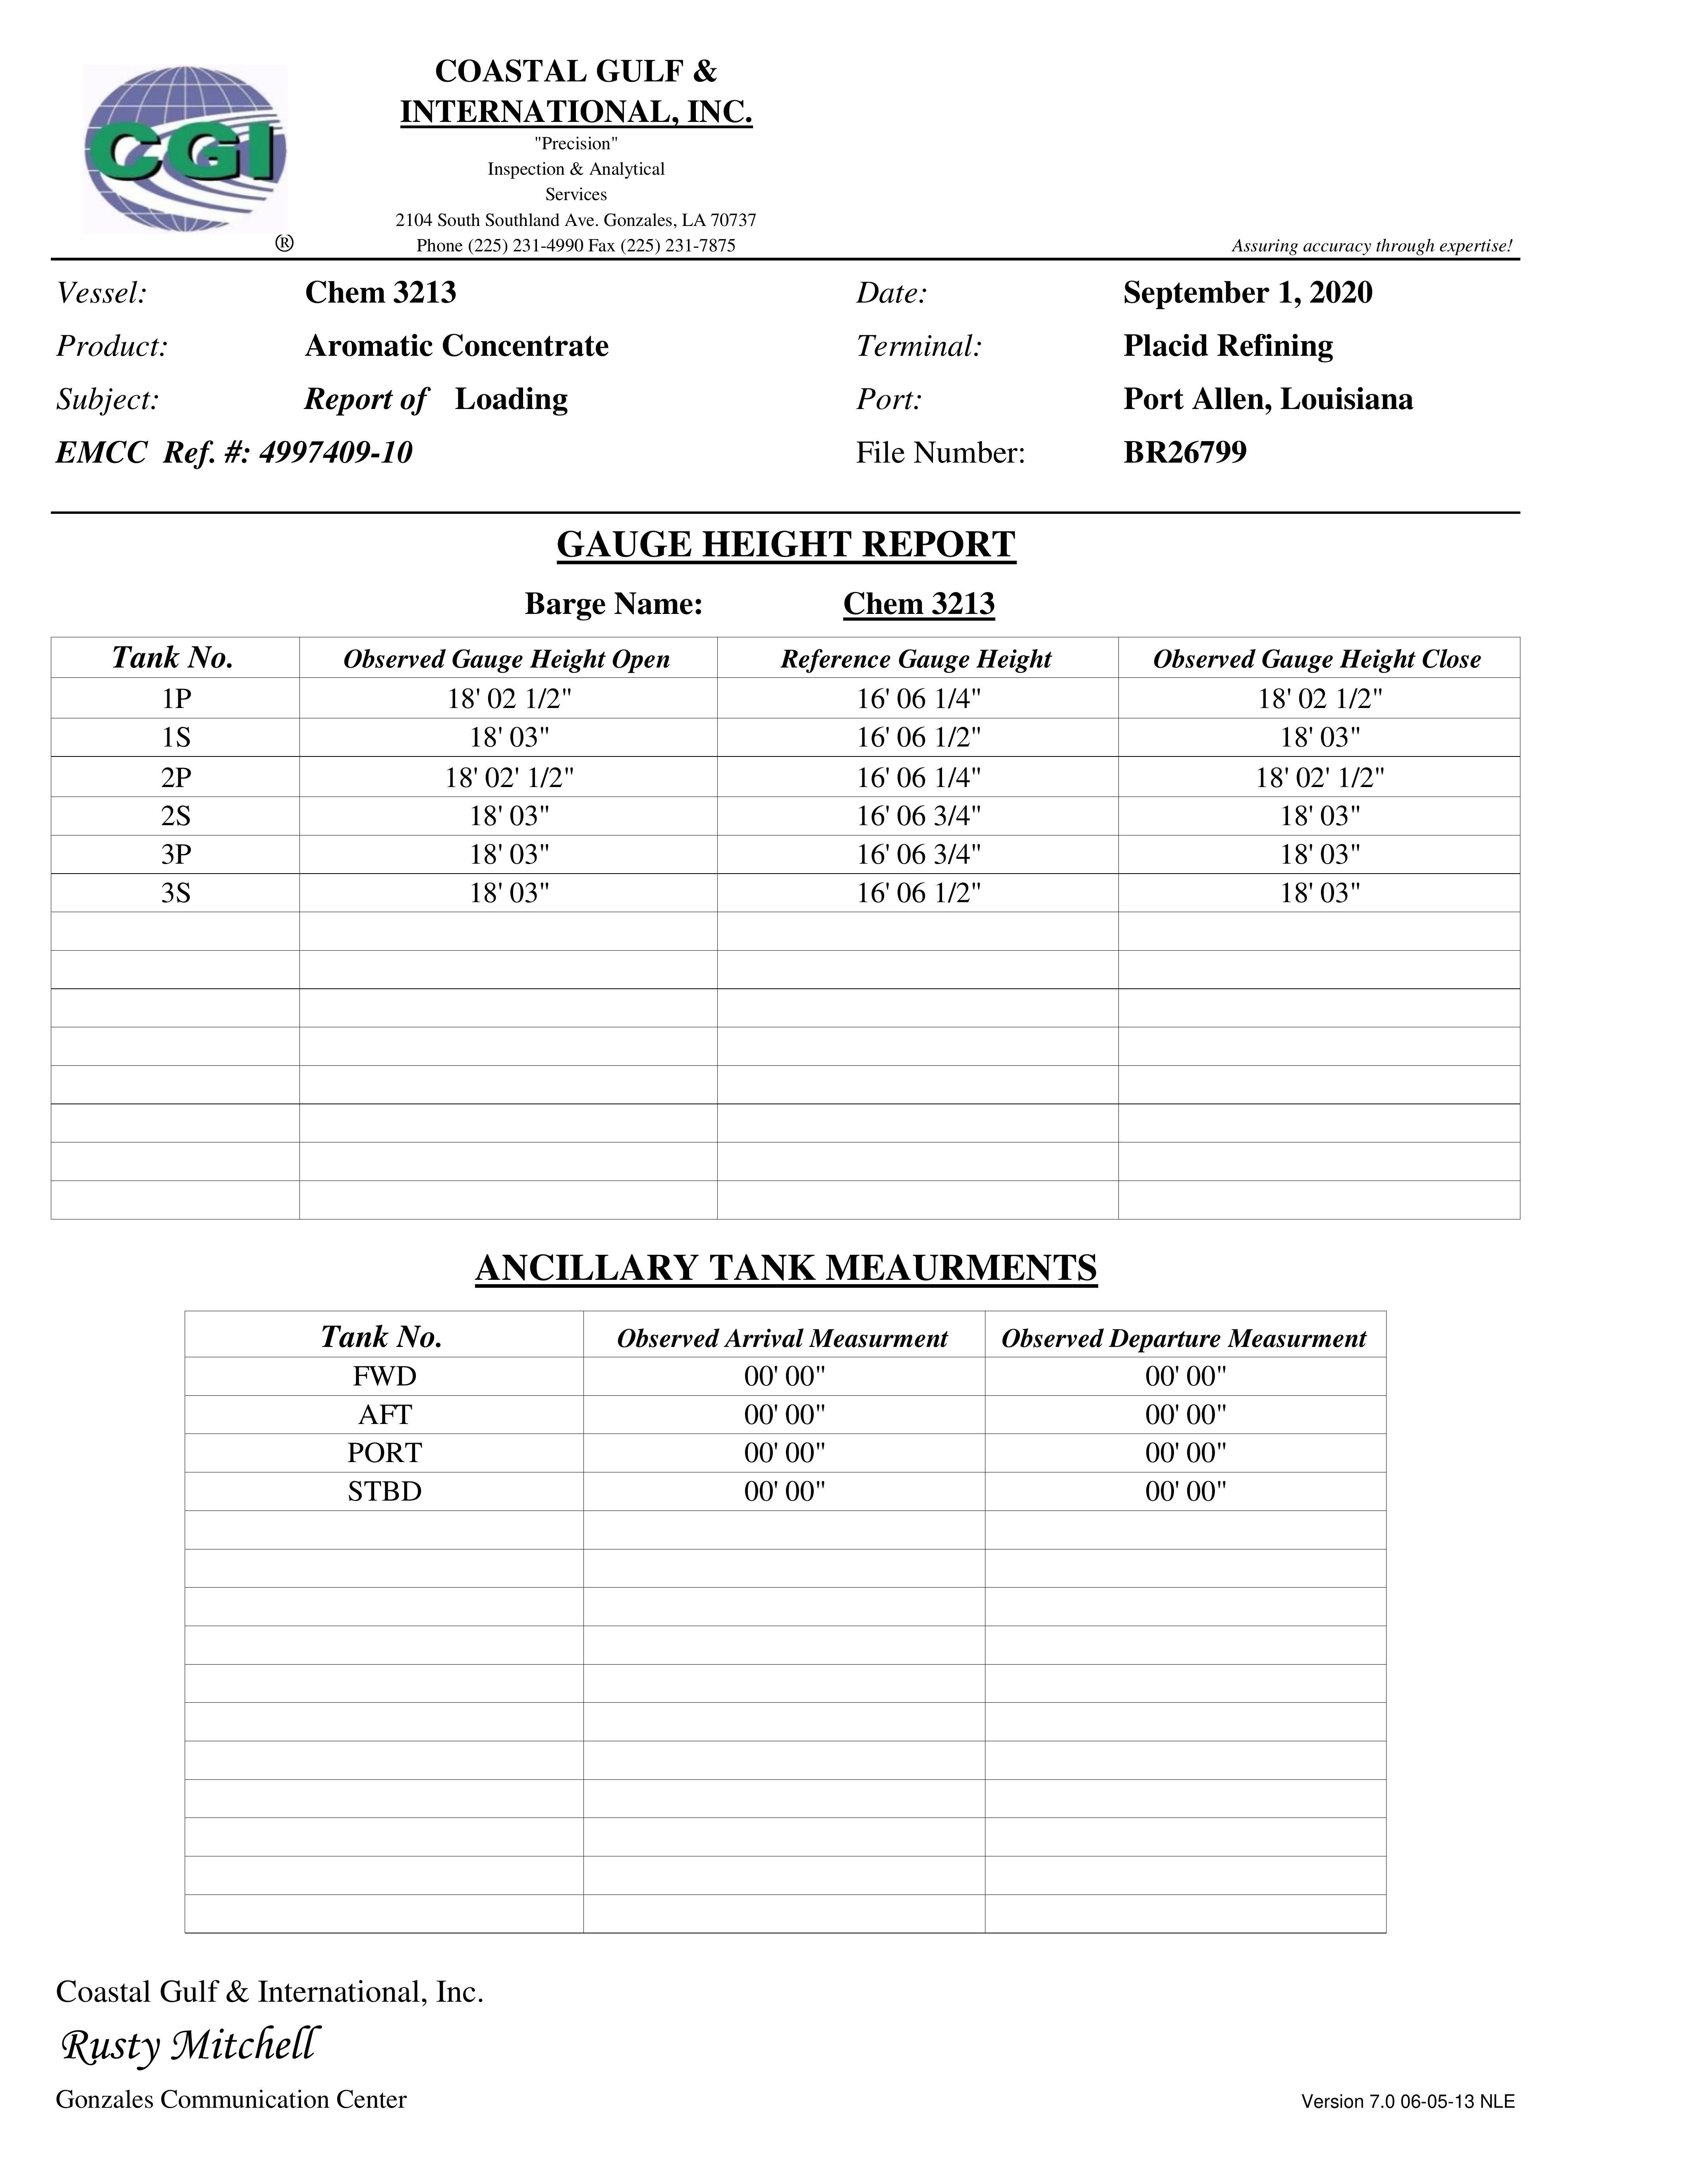 CGI
®
COASTAL GULF &
INTERNATIONAL, INC.
"Precision"
Inspection & Analytical
Services
2104 South Southland Ave. Gonzales, LA 70737
Phone (225) 231-4990 Fax (225) 231-7875
Assuring accuracy through expertise!
Vessel: Chem 3213 Date: September 1, 2020
Product: Aromatic Concentrate Terminal: Placid Refining
Subject: Report of Loading Port: Port Allen, Louisiana
EMCC Ref. #: 4997409-10 File Number: BR26799
GAUGE HEIGHT REPORT
Barge Name: Chem 3213
Tank No. Observed Gauge Height Open Reference Gauge Height Observed Gauge Height Close
1P 18' 02 1/2" 16' 06 1/4" 18' 02 1/2"
1S 18' 03" 16' 06 1/2" 18' 03"
2P 18' 02' 1/2" 16' 06 1/4" 18' 02' 1/2"
2S 18' 03" 16' 06 3/4" 18' 03"
3P 18' 03" 16' 06 3/4" 18' 03"
3S 18' 03" 16' 06 1/2" 18' 03"
ANCILLARY TANK MEAURMENTS
Tank No. Observed Arrival Measurment Observed Departure Measurment
FWD 00' 00" 00' 00"
AFT 00' 00" 00' 00"
PORT 00' 00" 00' 00"
STBD 00' 00" 00' 00"
Coastal Gulf & International, Inc.
Rusty Mitchell
Gonzales Communication Center
Version 7.0 06-05-13 NLE